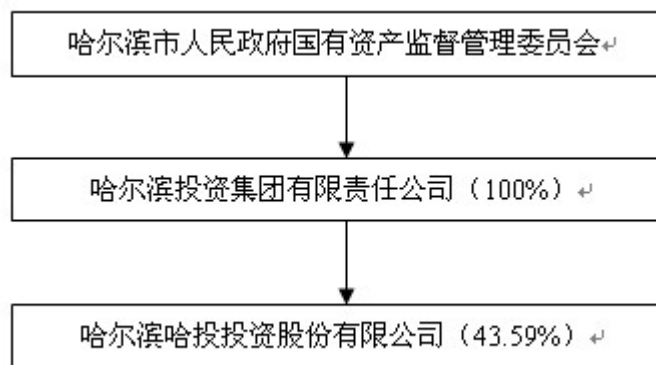 哈尔滨市人民政府国有资产监督管理委员会
哈尔滨投资集团有限责任公司（100%）
哈尔滨哈投投资股份有限公司（43.59%）